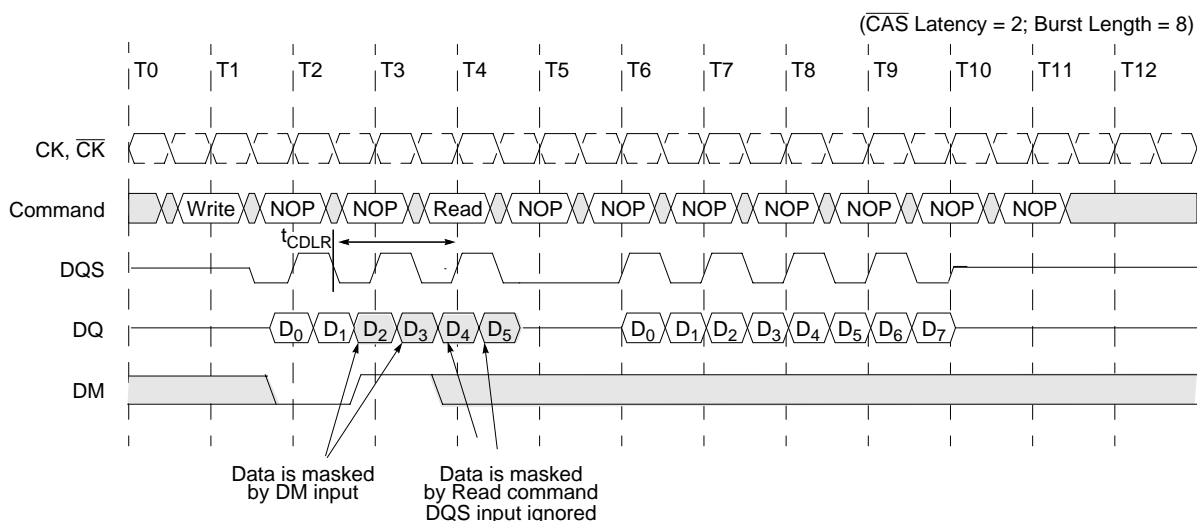 (CAS Latency = 2; Burst Length = 8)
T0 T1 T2 T3 T4 T5 T6 T7 T8 T9 T10 T11 T12
CK, CK
Command Write NOP NOP Read NOP NOP NOP NOP NOP NOP NOP
tCDLR
DQS
DQ D0 D1 D2 D3 D4 D5 D0 D1 D2 D3 D4 D5 D6 D7
DM
Data is masked
by DM input
Data is masked
by Read command
DQS input ignored